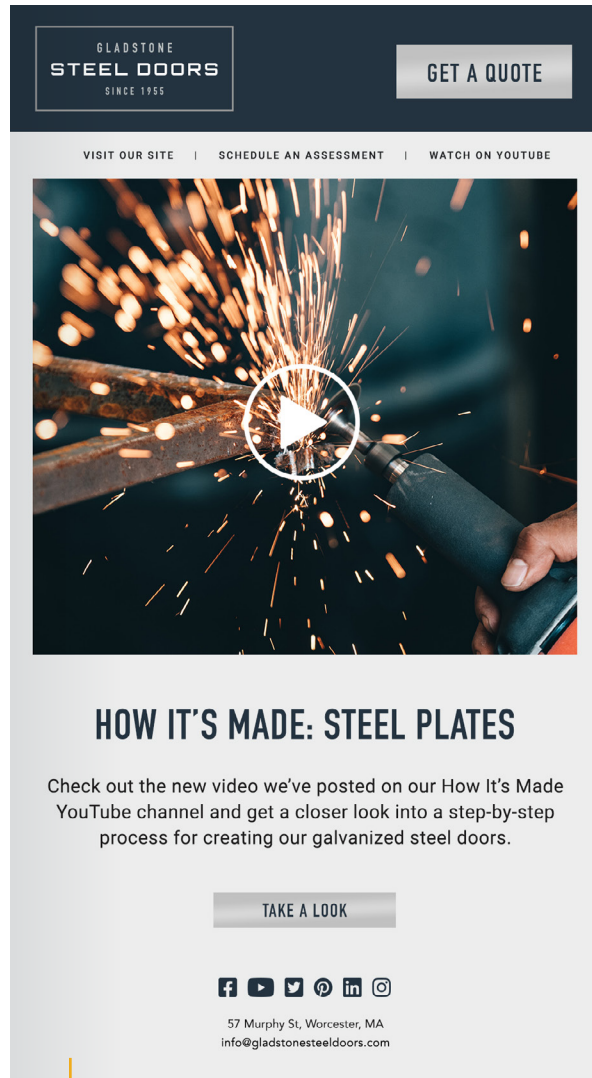 GLADSTONE
STEEL DOORS
SINCE 1955
GET A QUOTE
VISIT OUR SITE | SCHEDULE AN ASSESSMENT | WATCH ON YOUTUBE
HOW IT’S MADE: STEEL PLATES
Check out the new video we’ve posted on our How It’s Made
YouTube channel and get a closer look into a step-by-step
process for creating our galvanized steel doors.
TAKE A LOOK
57 Murphy St, Worcester, MA
info@gladstonesteeldoors.com